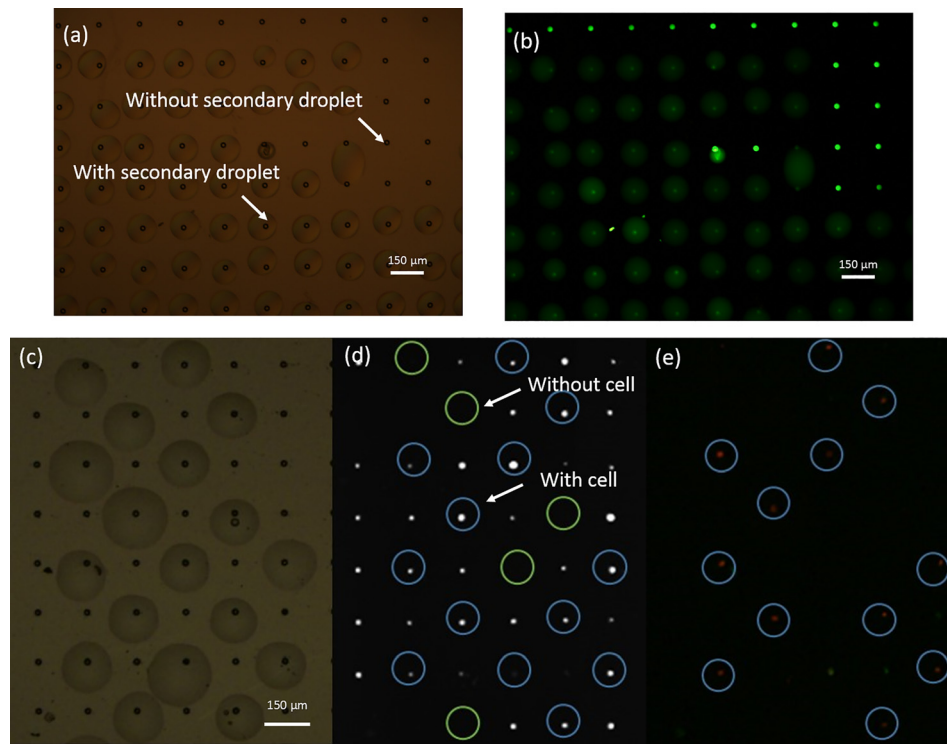 (a)
Without secondary droplet
With secondary droplet
150 µm
(b)
150 µm
(c)
150 µm
(d)
Without cell
With cell
(e)